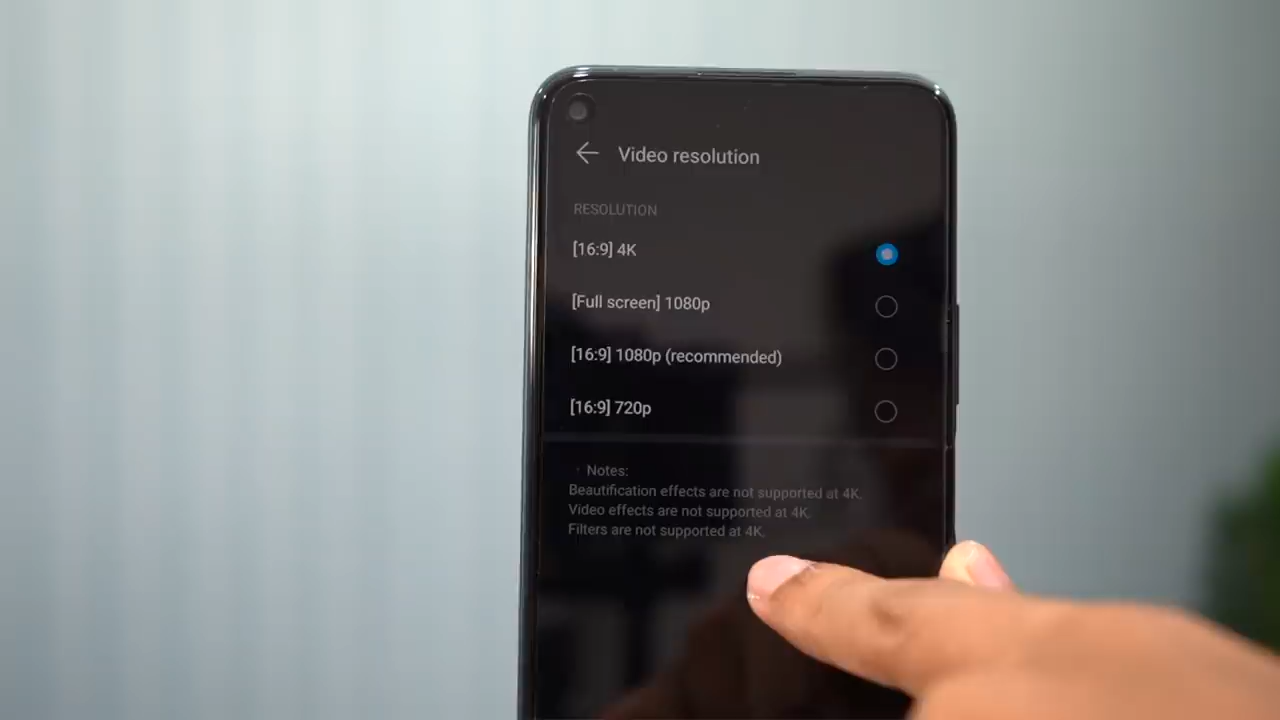 Video resolution
RESOLUTION
[16:9] 4K
[Full screen] 1080p
[16:9] 1080p (recommended)
[16:9] 720p
Notes:
Beautification effects are not supported at 4K.
Video effects are not supported at 4K.
Filters are not supported at 4K.